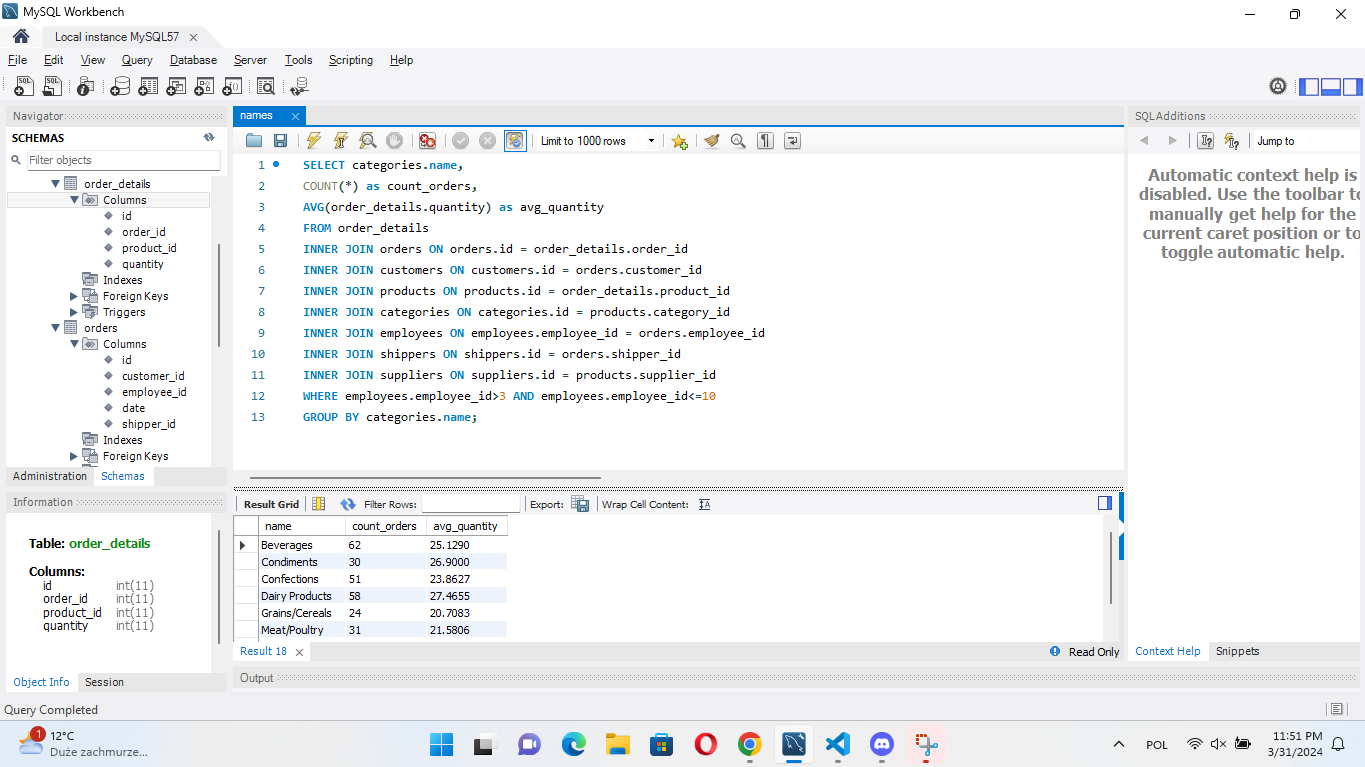 MySQL Workbench
Local instance MySQL57
File Edit View Query Database Server Tools Scripting Help
Navigator
SCHEMAS
Filter objects
order_details
Columns
id
order_id
product_id
quantity
Indexes
Foreign Keys
Triggers
orders
Columns
id
customer_id
employee_id
date
shipper_id
Indexes
Foreign Keys
Administration Schemas
Information
Table: order_details
Columns:
id int(11)
order_id int(11)
product_id int(11)
quantity int(11)
Object Info Session
names
Limit to 1000 rows
1 SELECT categories.name,
2 COUNT(*) as count_orders,
3 AVG(order_details.quantity) as avg_quantity
4 FROM order_details
5 INNER JOIN orders ON orders.id = order_details.order_id
6 INNER JOIN customers ON customers.id = orders.customer_id
7 INNER JOIN products ON products.id = order_details.product_id
8 INNER JOIN categories ON categories.id = products.category_id
9 INNER JOIN employees ON employees.employee_id = orders.employee_id
10 INNER JOIN shippers ON shippers.id = orders.shipper_id
11 INNER JOIN suppliers ON suppliers.id = products.supplier_id
12 WHERE employees.employee_id>3 AND employees.employee_id<=10
13 GROUP BY categories.name;
Result Grid Filter Rows: Export: Wrap Cell Content:
name count_orders avg_quantity
Beverages 62 25.1290
Condiments 30 26.9000
Confections 51 23.8627
Dairy Products 58 27.4655
Grains/Cereals 24 20.7083
Meat/Poultry 31 21.5806
Result 18
Read Only
Output
SQLAdditions
Jump to
Automatic context help is
disabled. Use the toolbar to
manually get help for the
current caret position or to
toggle automatic help.
Context Help Snippets
Query Completed
1
12°C
Duże zachmurze...
POL
11:51 PM
3/31/2024